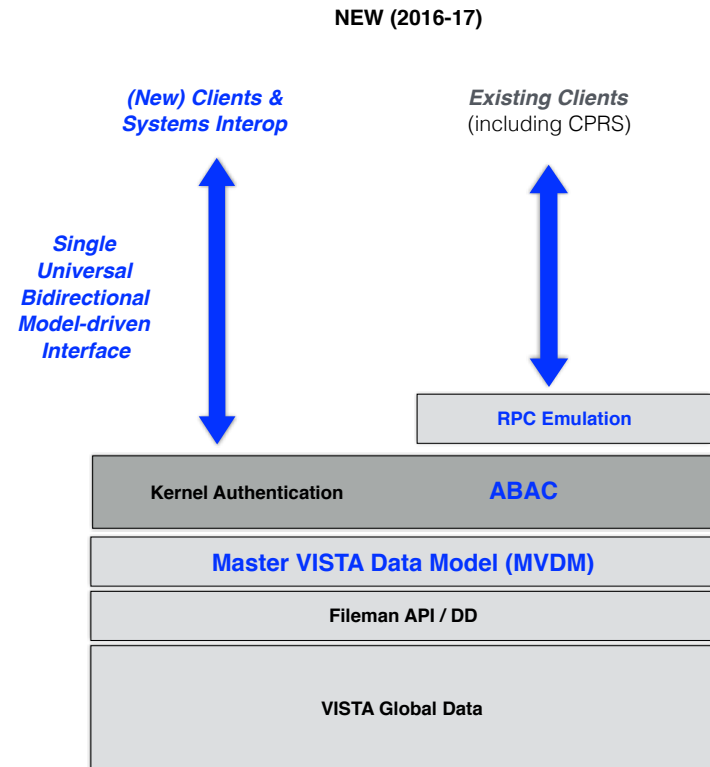 NEW (2016-17)
(New) Clients &
Systems Interop
Existing Clients
(including CPRS)
Single
Universal
Bidirectional
Model-driven
Interface
RPC Emulation
Kernel Authentication
ABAC
Master VISTA Data Model (MVDM)
Fileman API / DD
VISTA Global Data